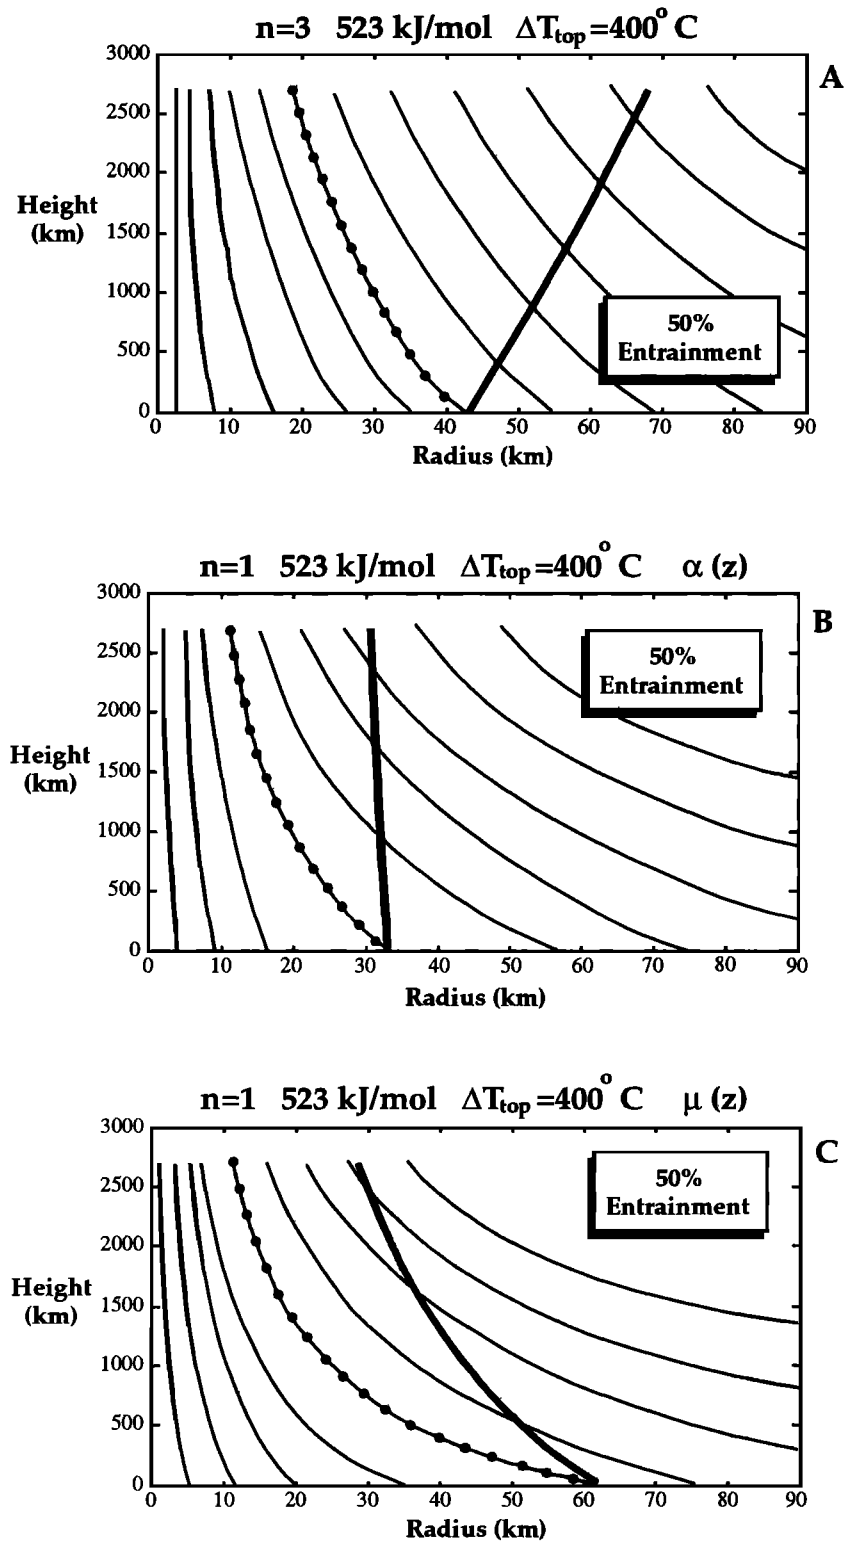 n=3 523 kJ/mol ΔTtop=400° C
A
3000
2500
2000
1500
1000
500
0
Height
(km)
50%
Entrainment
10 20 30 40 50 60 70 80 90
Radius (km)
n=1 523 kJ/mol ΔTtop=400° C α (z)
B
3000
2500
2000
1500
1000
500
0
Height
(km)
50%
Entrainment
0 10 20 30 40 50 60 70 80 90
Radius (km)
n=1 523 kJ/mol ΔTtop=400° C μ (z)
C
3000
2500
2000
1500
1000
500
0
Height
(km)
50%
Entrainment
0 10 20 30 40 50 60 70 80 90
Radius (km)